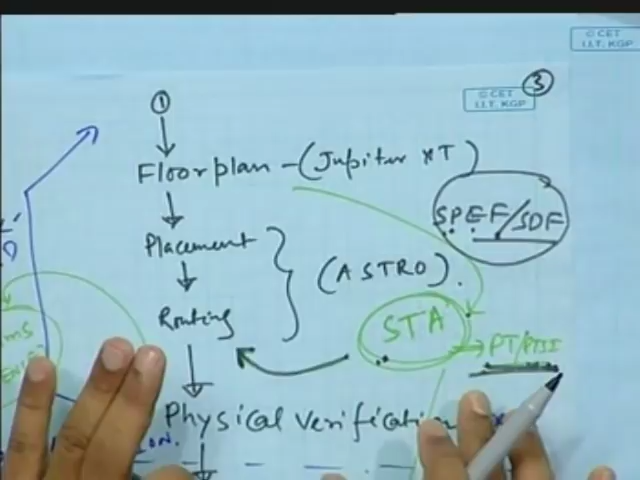 © CET
I.I.T. KGP
3
© CET
I.I.T. KGP
1
Floorplan - (Jupiter XT)
SPEF/SDF
Placement
(ASTRO).
Routing
STA
PT/PTSI
Physical verification